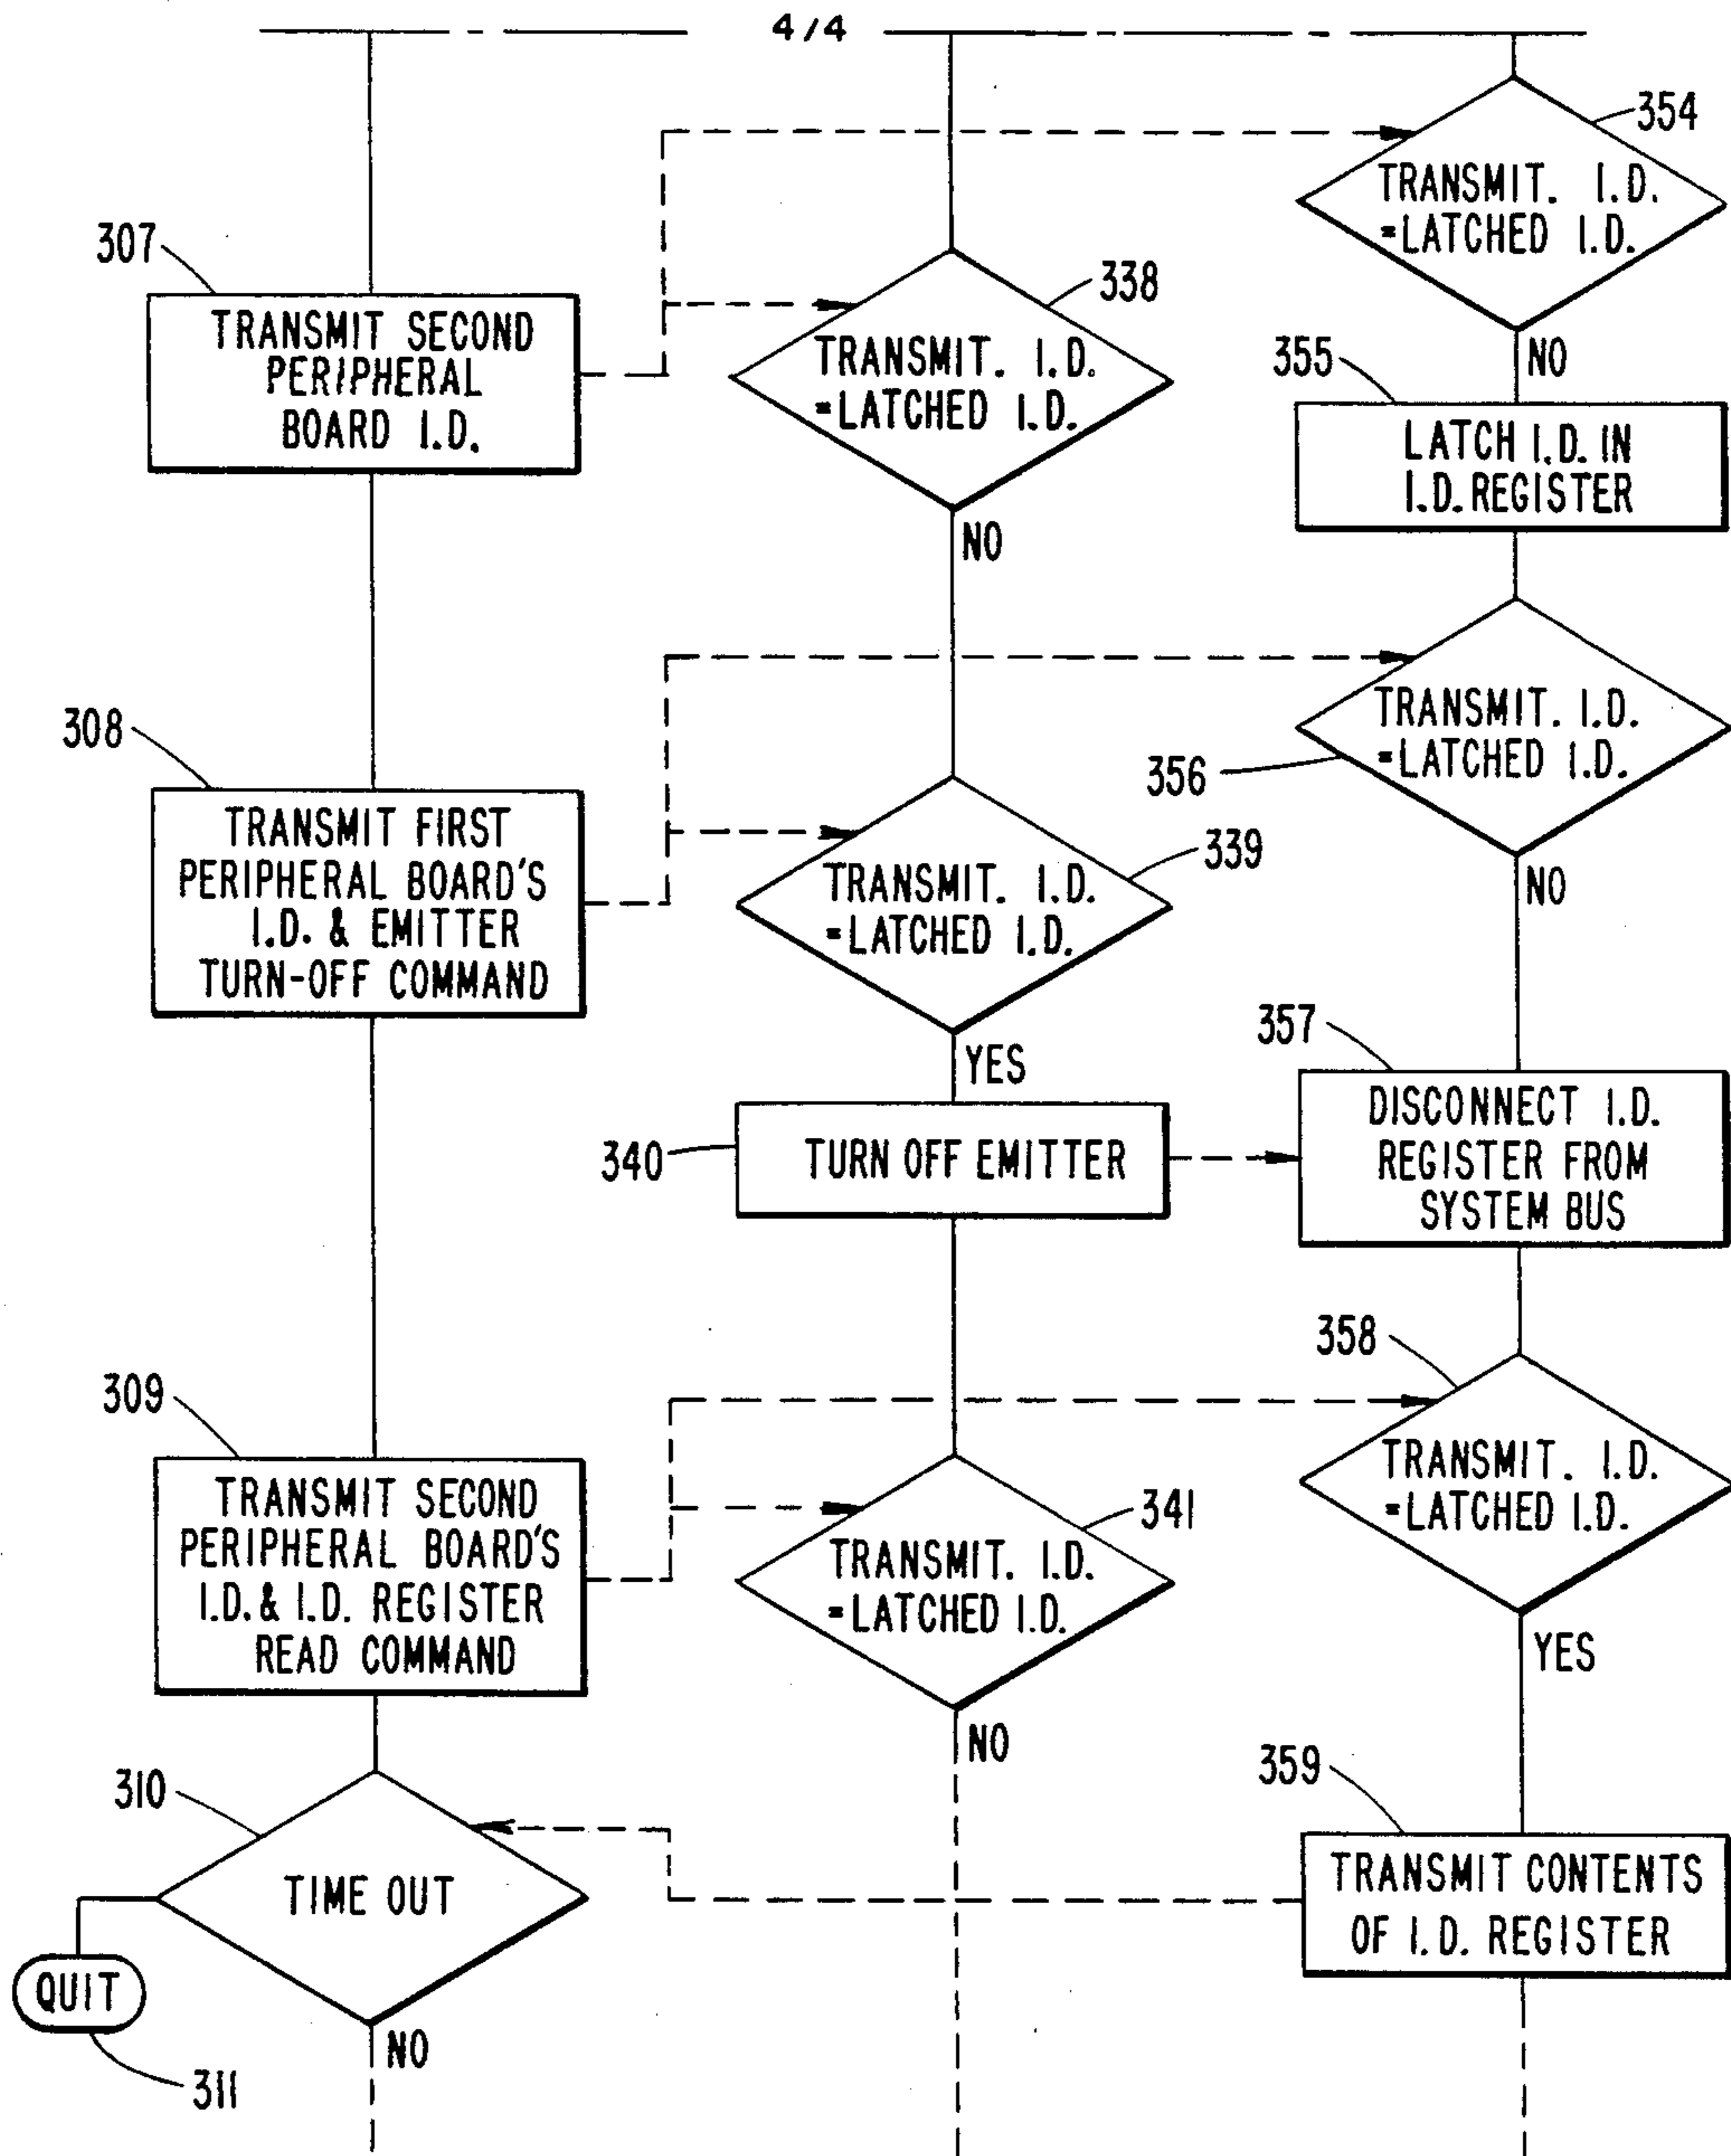 4/4
354
TRANSMIT. I.D.
=LATCHED I.D.
NO
307
TRANSMIT SECOND
PERIPHERAL
BOARD I.D.
338
TRANSMIT. I.D.
=LATCHED I.D.
NO
355
LATCH I.D. IN
I.D. REGISTER
308
TRANSMIT FIRST
PERIPHERAL BOARD'S
I.D. & EMITTER
TURN-OFF COMMAND
356
TRANSMIT. I.D.
=LATCHED I.D.
NO
339
TRANSMIT. I.D.
=LATCHED I.D.
YES
340
TURN OFF EMITTER
357
DISCONNECT I.D.
REGISTER FROM
SYSTEM BUS
309
TRANSMIT SECOND
PERIPHERAL BOARD'S
I.D. & I.D. REGISTER
READ COMMAND
341
TRANSMIT. I.D.
=LATCHED I.D.
NO
358
TRANSMIT. I.D.
=LATCHED I.D.
YES
310
TIME OUT
NO
QUIT
311
359
TRANSMIT CONTENTS
OF I.D. REGISTER